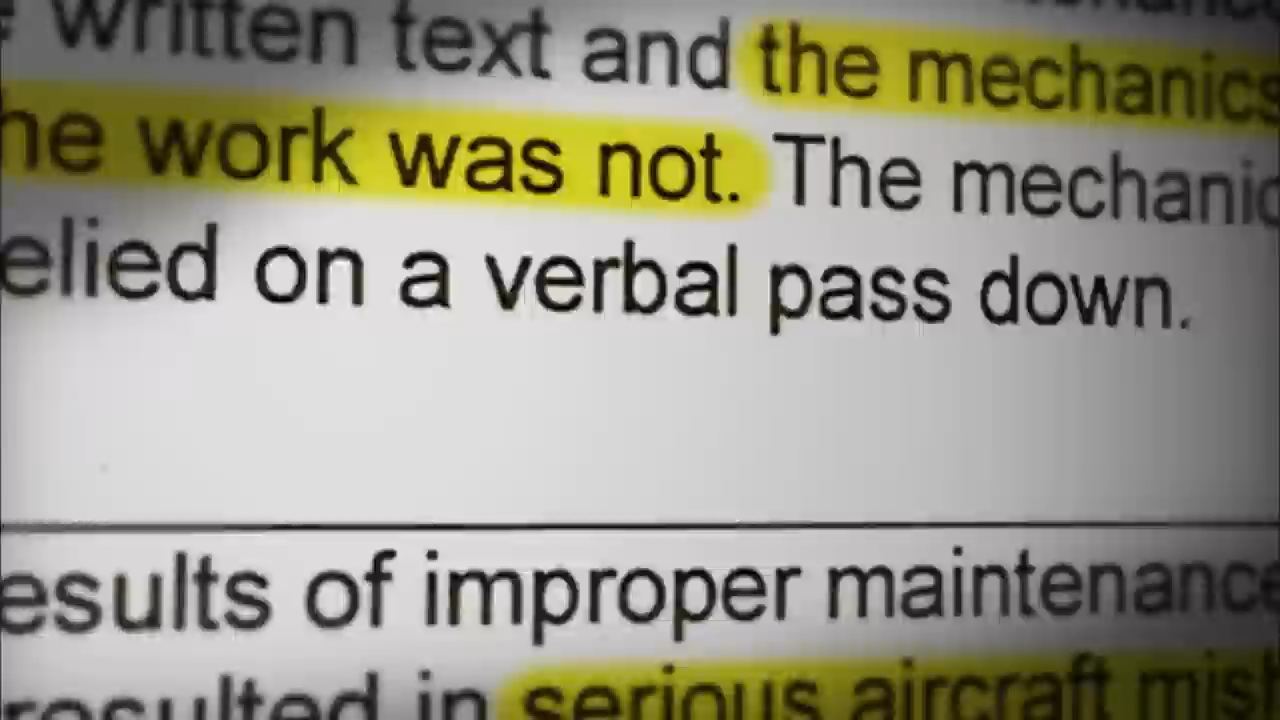 written text and the mechanics
he work was not. The mechanic
elied on a verbal pass down.
esults of improper maintenance
resulted in serious aircraft mish